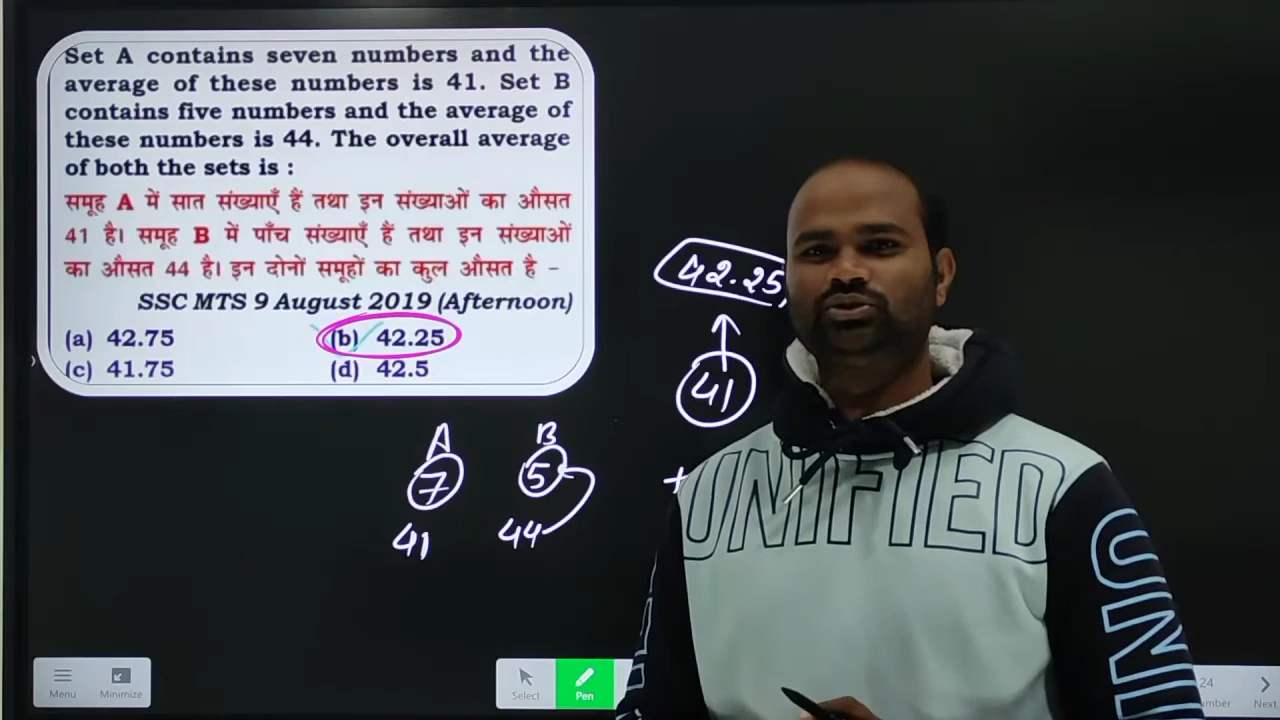 Set A contains seven numbers and the
average of these numbers is 41. Set B
contains five numbers and the average of
these numbers is 44. The overall average
of both the sets is :
समूह A में सात संख्याएँ हैं तथा इन संख्याओं का औसत
41 है। समूह B में पाँच संख्याएँ हैं तथा इन संख्याओं
का औसत 44 है। इन दोनों समूहों का कुल औसत है -
SSC MTS 9 August 2019 (Afternoon)
(a) 42.75 (b) 42.25
(c) 41.75 (d) 42.5
42.25
41
A B
7 5
41 44
+
UNIFIED
UNI
Menu Minimize Select Pen 24 Next